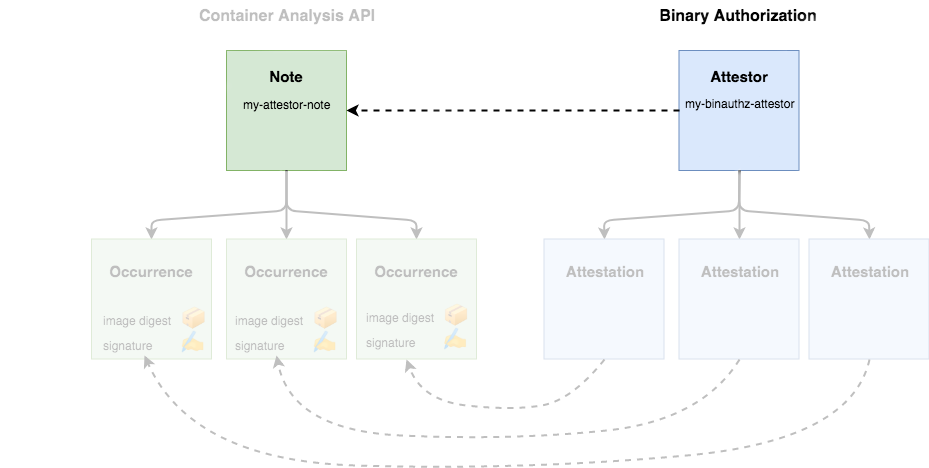 Container Analysis API
Binary Authorization
Note
my-attestor-note
Attestor
my-binauthz-attestor
Occurrence
image digest
signature
Occurrence
image digest
signature
Occurrence
image digest
signature
Attestation
Attestation
Attestation